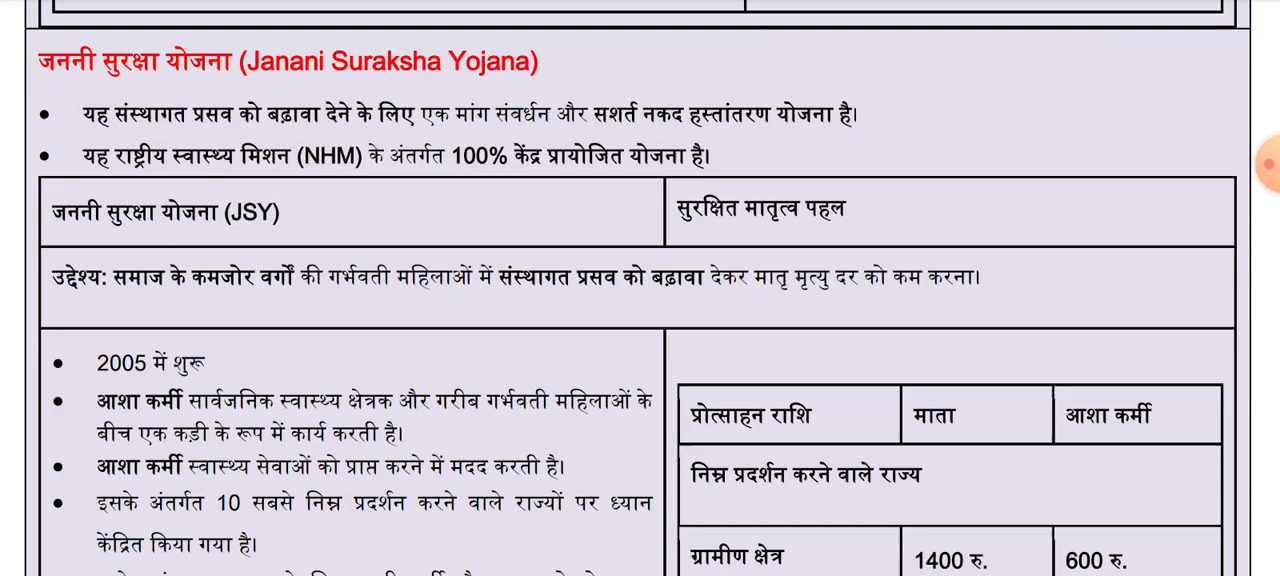 जननी सुरक्षा योजना (Janani Suraksha Yojana)
• यह संस्थागत प्रसव को बढ़ावा देने के लिए एक मांग संवर्धन और सशर्त नकद हस्तांतरण योजना है।
• यह राष्ट्रीय स्वास्थ्य मिशन (NHM) के अंतर्गत 100% केंद्र प्रायोजित योजना है।
जननी सुरक्षा योजना (JSY)
सुरक्षित मातृत्व पहल
उद्देश्य: समाज के कमजोर वर्गों की गर्भवती महिलाओं में संस्थागत प्रसव को बढ़ावा देकर मातृ मृत्यु दर को कम करना।
• 2005 में शुरू
• आशा कर्मी सार्वजनिक स्वास्थ्य क्षेत्रक और गरीब गर्भवती महिलाओं के
बीच एक कड़ी के रूप में कार्य करती है।
• आशा कर्मी स्वास्थ्य सेवाओं को प्राप्त करने में मदद करती है।
• इसके अंतर्गत 10 सबसे निम्न प्रदर्शन करने वाले राज्यों पर ध्यान
केंद्रित किया गया है।
प्रोत्साहन राशि माता आशा कर्मी
निम्न प्रदर्शन करने वाले राज्य
ग्रामीण क्षेत्र 1400 रु. 600 रु.